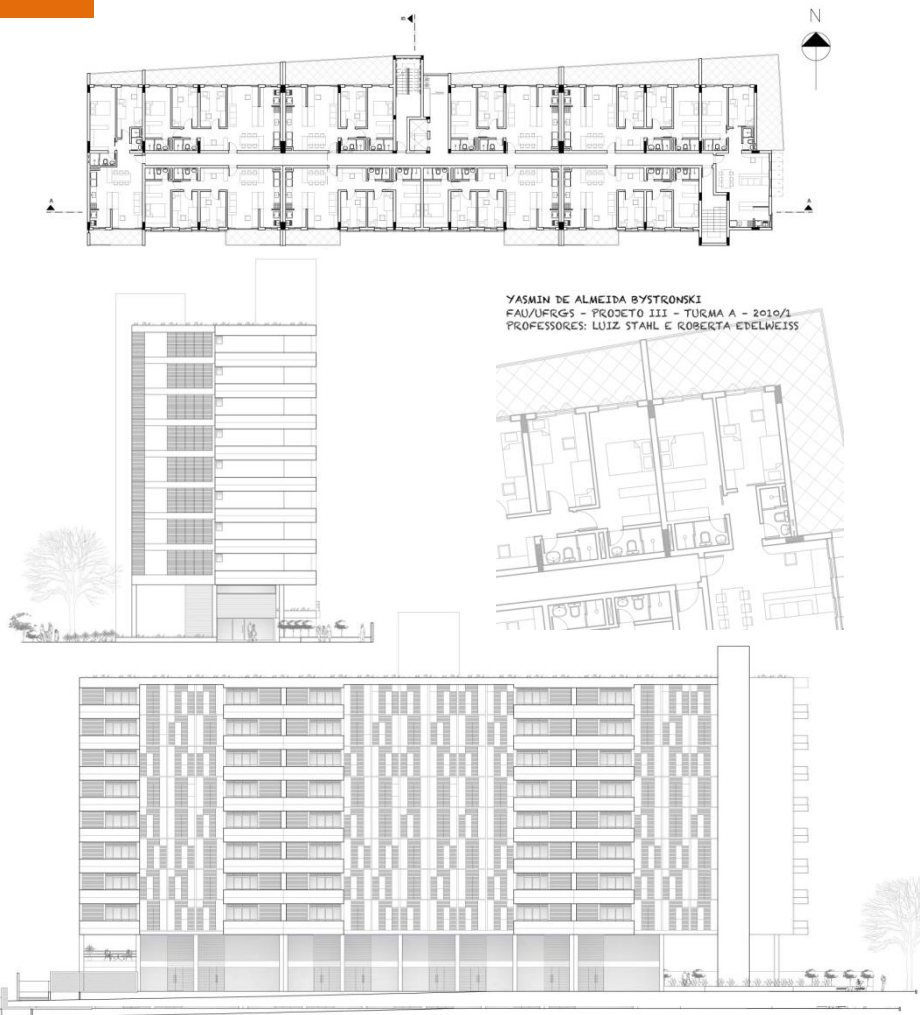 N
B
A
A
YASMIN DE ALMEIDA BYSTRONSKI
FAU/UFRGS - PROJETO III - TURMA A - 2010/1
PROFESSORES: LUIZ STAHL E ROBERTA EDELWEISS